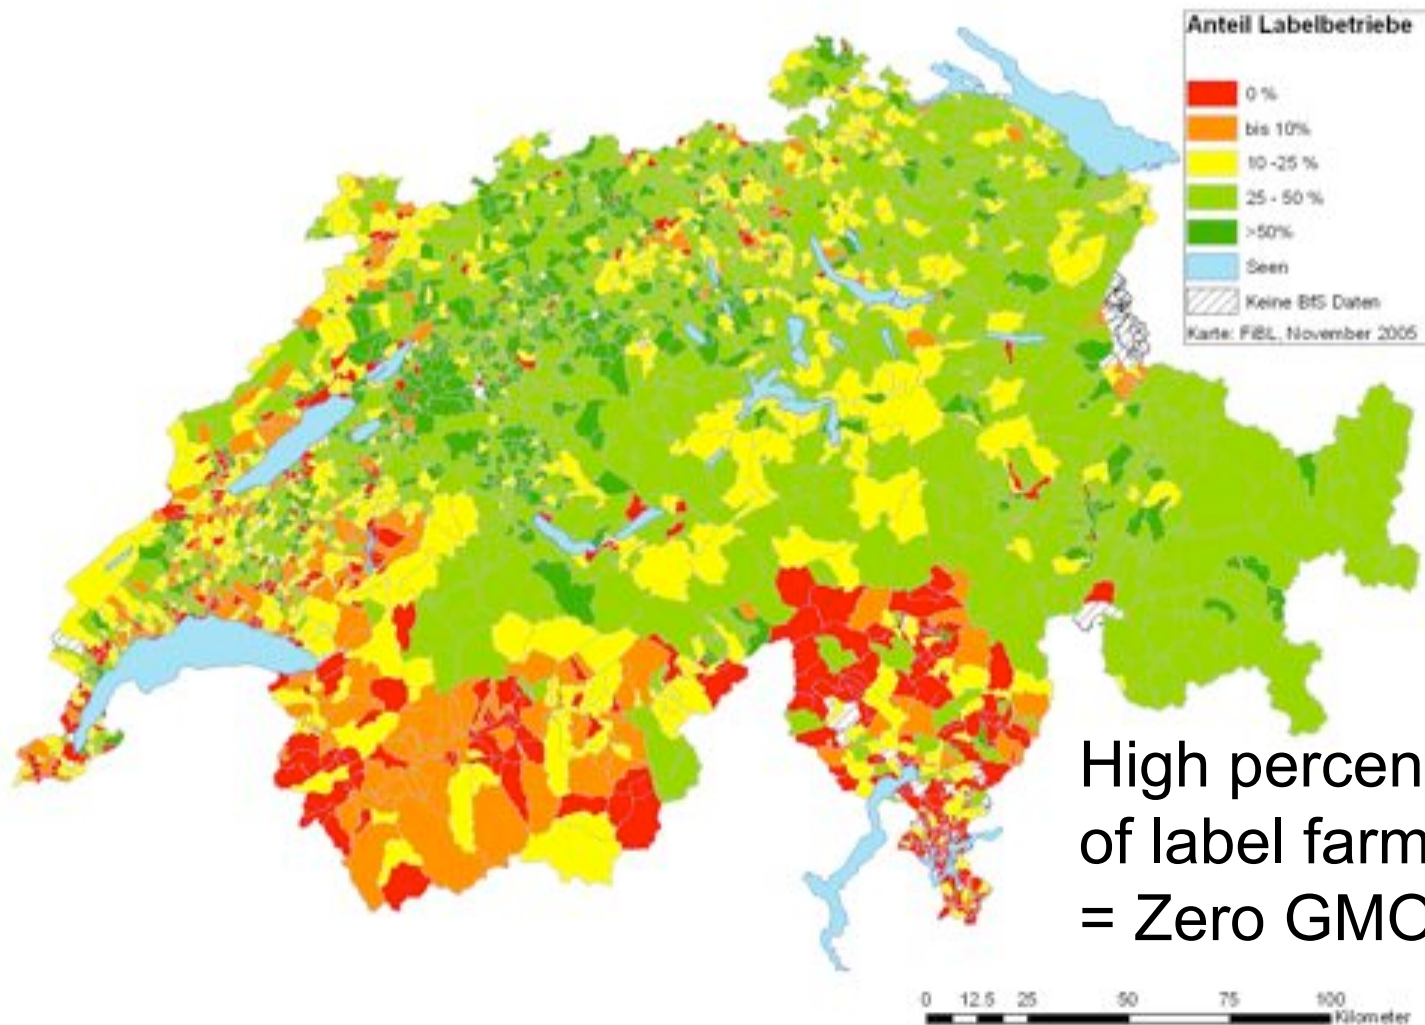 Anteil Labelbetriebe
0 %
bis 10%
10 -25 %
25 - 50 %
>50%
Seen
Keine BfS Daten
Karte: FiBL, November 2005
High percen
of label farm
= Zero GMO
0 12.5 25 50 75 100
Kilometer